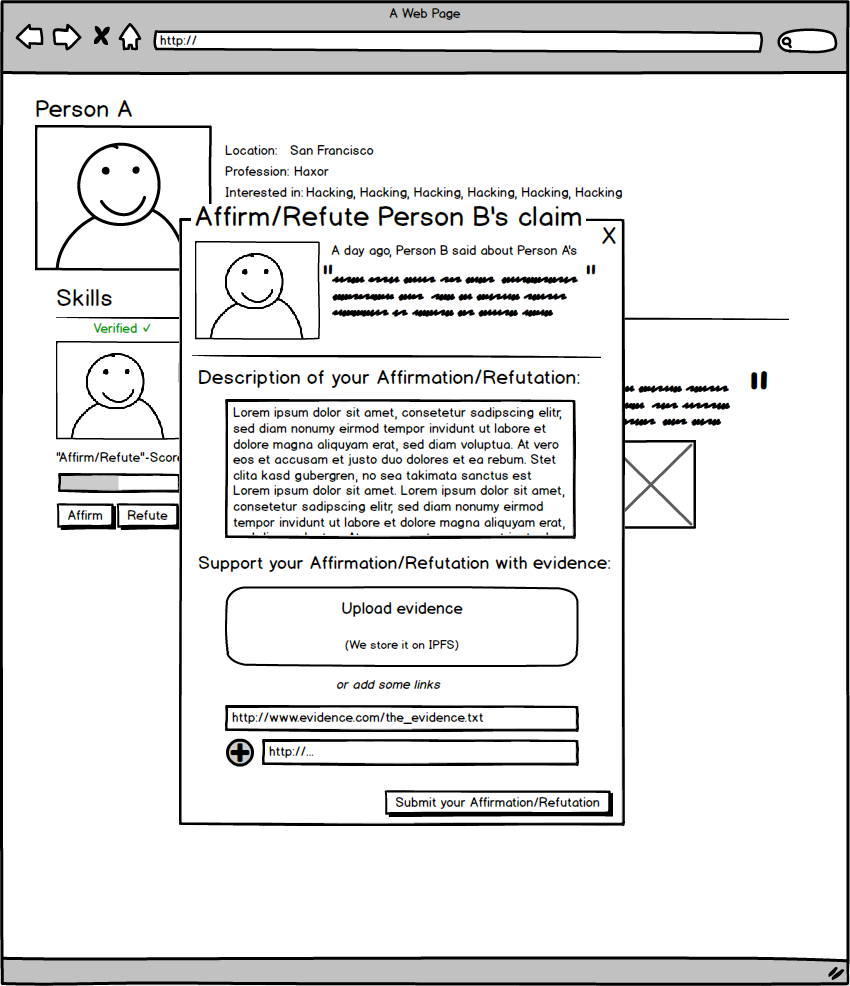 A Web Page
http://
Person A
Location: San Francisco
Profession: Haxor
Interested in: Hacking, Hacking, Hacking, Hacking, Hacking, Hacking
Affirm/Refute Person B's claim
X
A day ago, Person B said about Person A's
"
"
Skills
Verified ✓
"Affirm/Refute"-Score
Affirm
Refute
"
Description of your Affirmation/Refutation:
Lorem ipsum dolor sit amet, consetetur sadipscing elitr,
sed diam nonumy eirmod tempor invidunt ut labore et
dolore magna aliquyam erat, sed diam voluptua. At vero
eos et accusam et justo duo dolores et ea rebum. Stet
clita kasd gubergren, no sea takimata sanctus est
Lorem ipsum dolor sit amet. Lorem ipsum dolor sit amet,
consetetur sadipscing elitr, sed diam nonumy eirmod
tempor invidunt ut labore et dolore magna aliquyam erat,
Support your Affirmation/Refutation with evidence:
Upload evidence
(We store it on IPFS)
or add some links
http://www.evidence.com/the_evidence.txt
http://...
Submit your Affirmation/Refutation